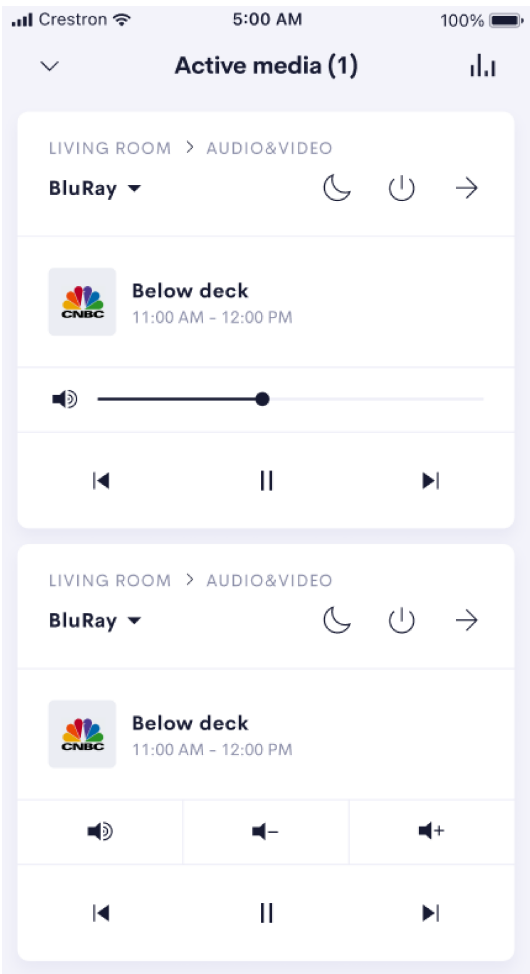 Crestron 5:00 AM 100%
Active media (1)
LIVING ROOM > AUDIO&VIDEO
BluRay
CNBC
Below deck
11:00 AM – 12:00 PM
LIVING ROOM > AUDIO&VIDEO
BluRay
CNBC
Below deck
11:00 AM – 12:00 PM